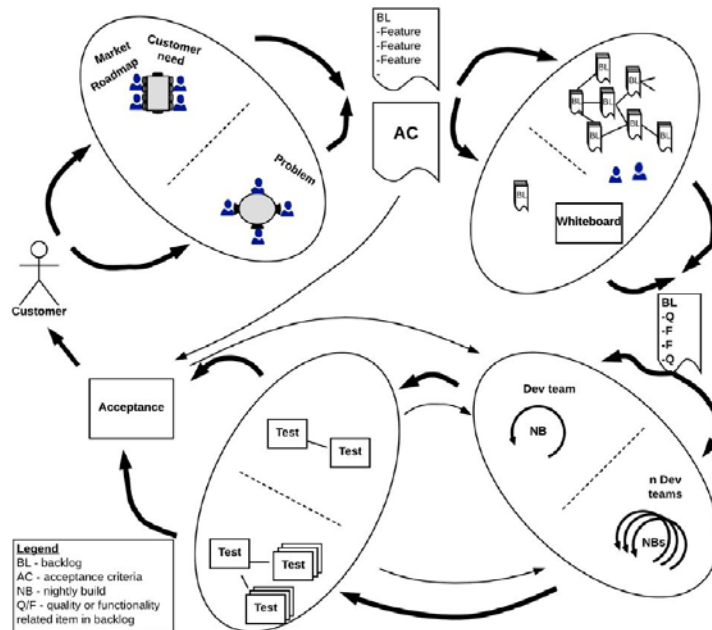 Market
Roadmap
Customer
need
Problem
BL
-Feature
-Feature
-Feature
-
AC
BL
BL
BL
BL
BL
BL
BL
BL
Whiteboard
Customer
BL
-Q
-F
-F
-Q
Acceptance
Test
Test
Dev team
NB
n Dev
teams
NBs
Test
Test
Test
Legend
BL - backlog
AC - acceptance criteria
NB - nightly build
Q/F - quality or functionality
related item in backlog